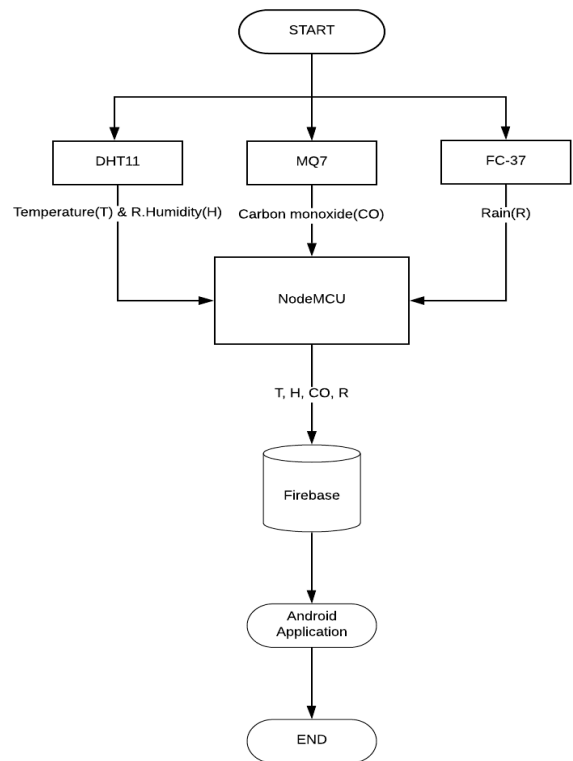 START
DHT11
MQ7
FC-37
Temperature(T) & R.Humidity(H)
Carbon monoxide(CO)
Rain(R)
NodeMCU
T, H, CO, R
Firebase
Android
Application
END